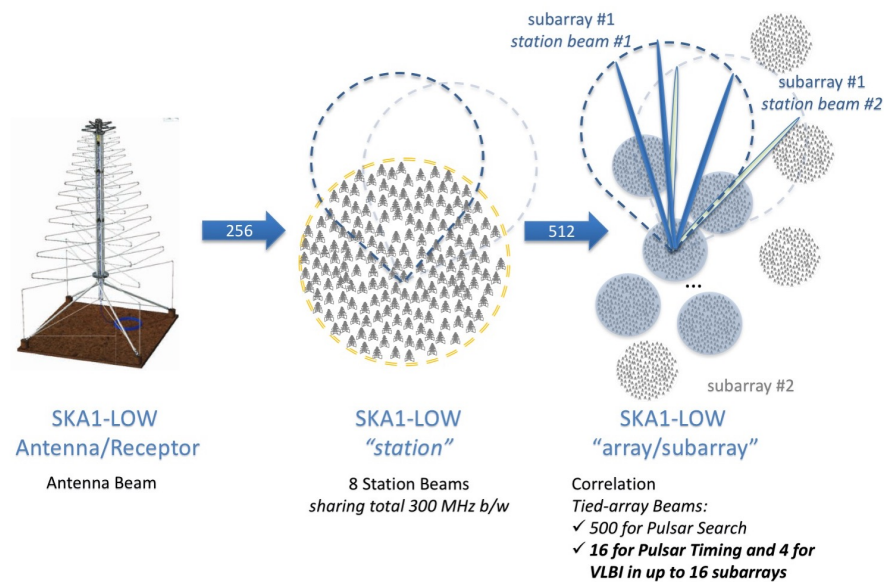 subarray #1
station beam #1
subarray #1
station beam #2
256
512
...
subarray #2
SKA1-LOW
Antenna/Receptor
Antenna Beam
SKA1-LOW
“station”
8 Station Beams
sharing total 300 MHz b/w
SKA1-LOW
“array/subarray”
Correlation
Tied-array Beams:
✓ 500 for Pulsar Search
✓ 16 for Pulsar Timing and 4 for
VLBI in up to 16 subarrays